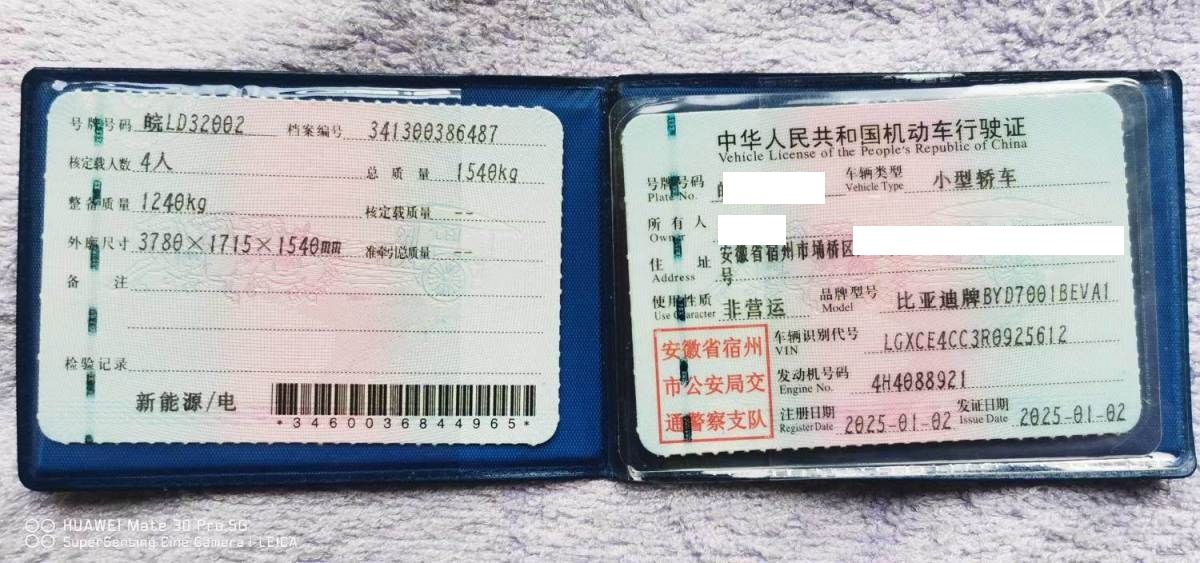 号牌号码 皖LD32002 档案编号 341300386487
核定载人数 4人 总质量 1540kg
整备质量 1240kg 核定载质量 --
外廓尺寸 3780×1715×1540mm 准牵引总质量 --
备注
检验记录
新能源/电
*3460036844965*
中华人民共和国机动车行驶证
Vehicle License of the People's Republic of China
号牌号码 车辆类型 小型轿车
Plate No. Vehicle Type
所有人
Owner
住址 安徽省宿州市埇桥区
Address 号
使用性质 非营运 品牌型号 比亚迪牌BYD7001BEVA1
Use Character Model
车辆识别代号 LGXCE4CC3R0925612
VIN
发动机号码 4H4088921
Engine No.
注册日期 2025-01-02 发证日期 2025-01-02
Register Date Issue Date
安徽省宿州
市公安局交
通警察支队
HUAWEI Mate 30 Pro 5G
SuperSensing Cine Camera | LEICA